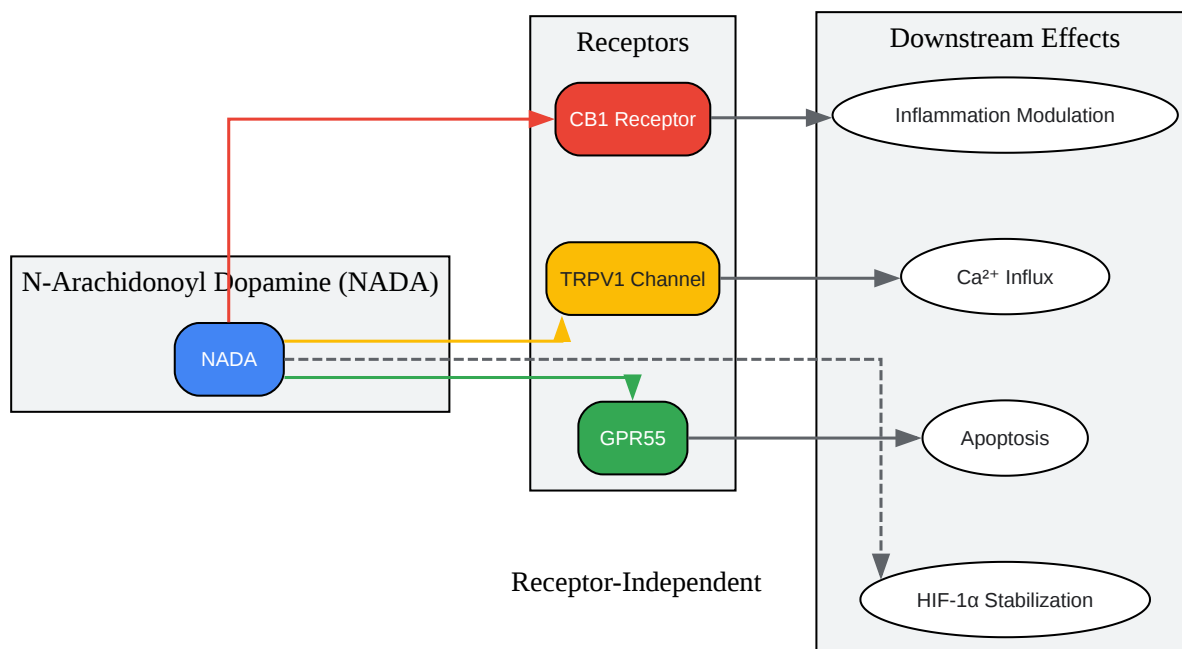 Receptors
Downstream Effects
CB1 Receptor
Inflammation Modulation
N-Arachidonoyl Dopamine (NADA)
TRPV1 Channel
Ca²⁺ Influx
NADA
GPR55
Apoptosis
Receptor-Independent
HIF-1α Stabilization